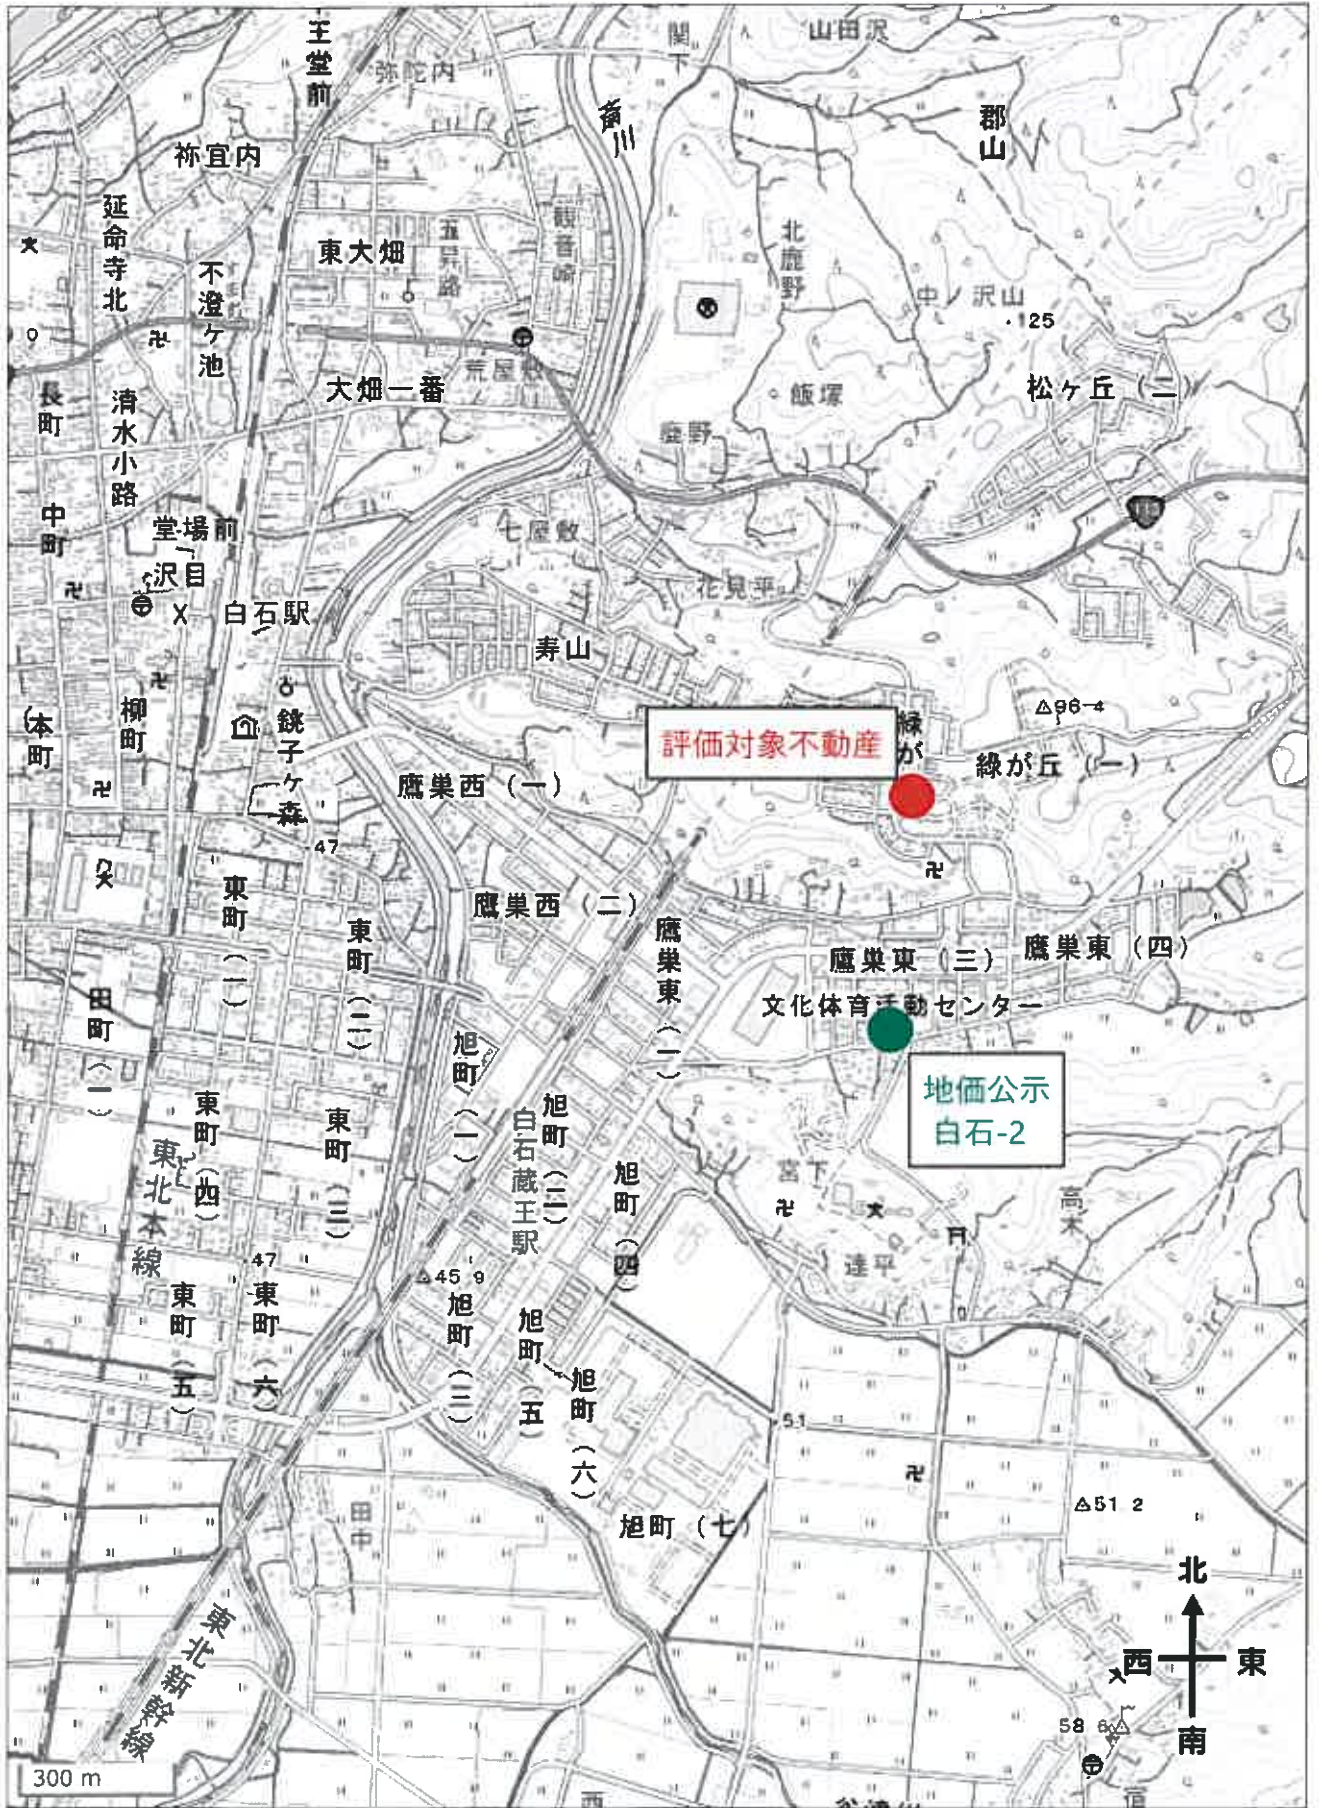 王堂前
弥陀内
関下
山田沢
斎川
郡山
祢宜内
延命寺北
東大畑
五昇路
観音崎
北鹿野
不澄ヶ池
中ノ沢山
125
大畑一番
長町
清水小路
飯塚
松ヶ丘 (二)
鹿野
中町
堂場前
沢目
七屋敷
花見平
白石駅
寿山
本町
柳町
銚子ヶ森
96.4
評価対象不動産
緑が
緑が丘 (一)
鷹巣西 (一)
47
鷹巣西 (二)
東町 (一)
東町 (二)
鷹巣東 (一)
鷹巣東 (三)
鷹巣東 (四)
文化体育活動センター
田町 (一)
旭町 (一)
地価公示
白石-2
東町 (四)
東町 (三)
白石蔵王駅
旭町 (二)
旭町 (四)
宮下
高木
東北本線
達平
47
45.9
東町 (五)
東町 (六)
旭町 (三)
旭町 (五)
旭町 (六)
51
田中
旭町 (七)
51.2
北
西
東
南
東北新幹線
58.6
300 m
西